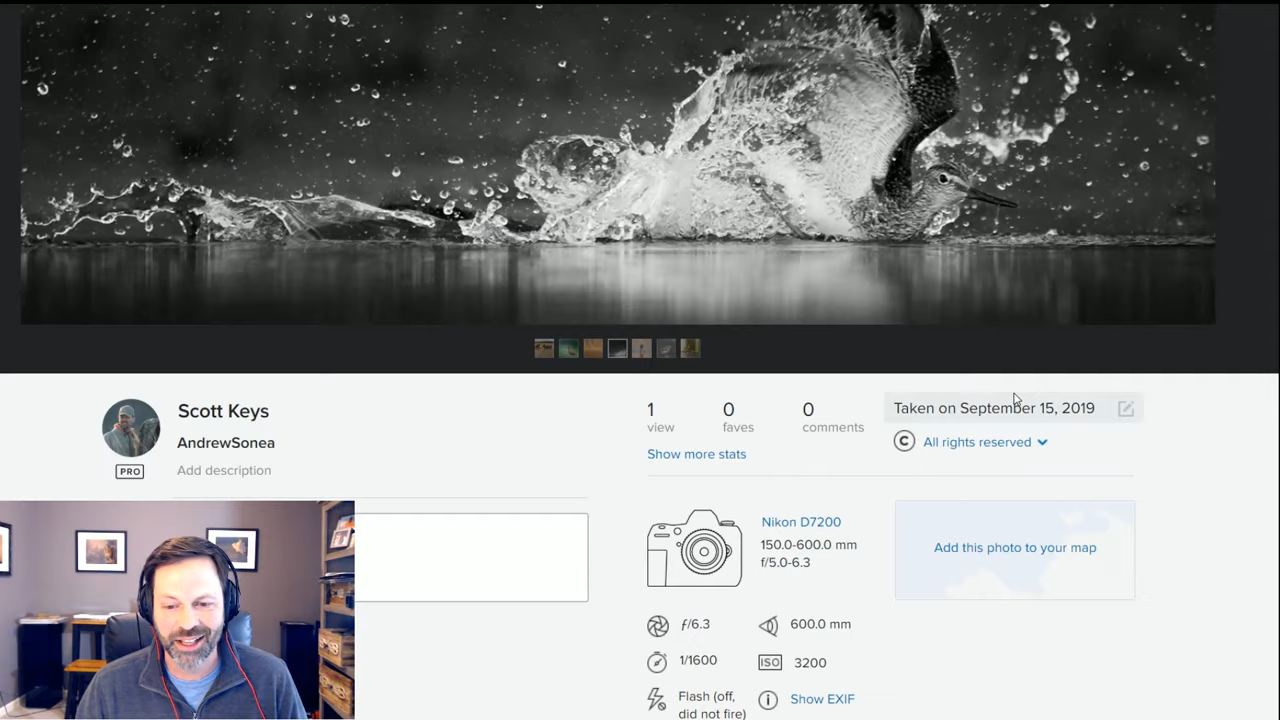 Scott Keys
AndrewSonea
PRO
Add description
1
view
0
faves
0
comments
Show more stats
Taken on September 15, 2019
C All rights reserved
Nikon D7200
150.0-600.0 mm
f/5.0-6.3
Add this photo to your map
ƒ/6.3
600.0 mm
1/1600
ISO 3200
Flash (off,
did not fire)
i Show EXIF